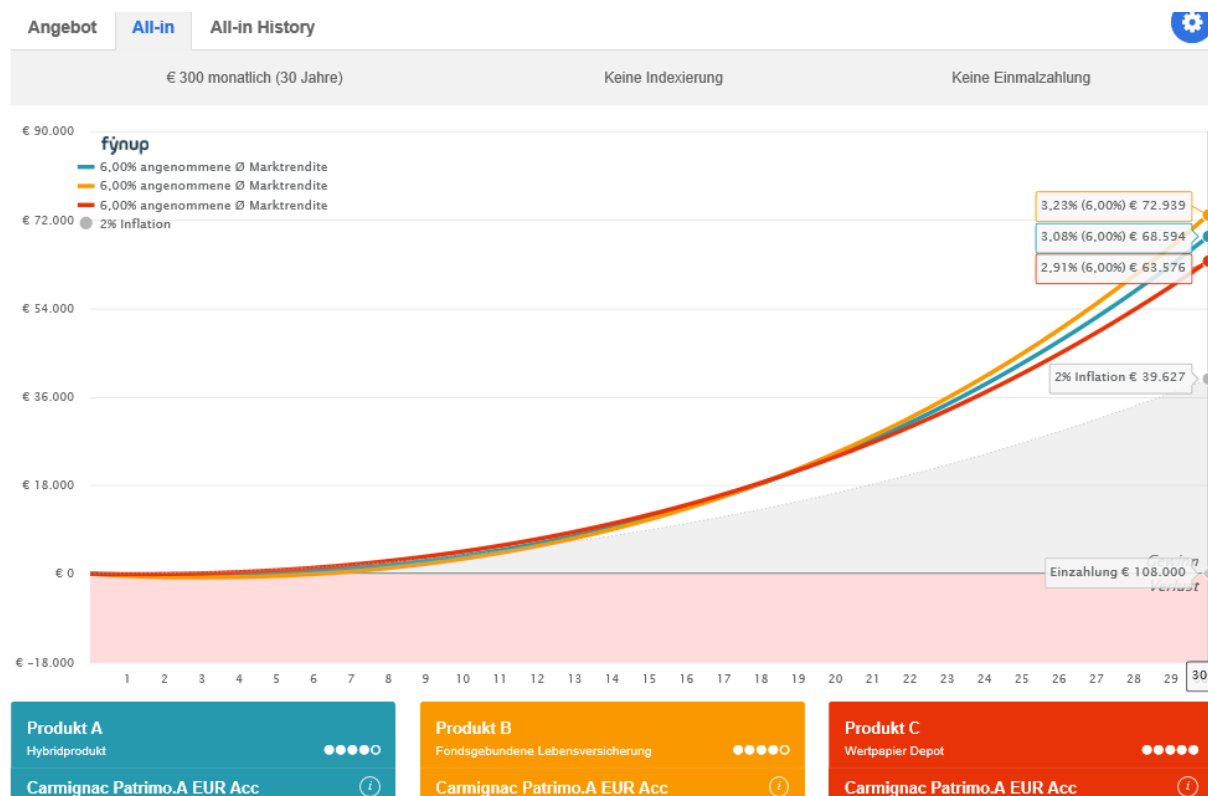 Angebot All-in All-in History
€ 300 monatlich (30 Jahre) Keine Indexierung Keine Einmalzahlung
€ 90.000
fynup
6,00% angenommene Ø Marktrendite
6,00% angenommene Ø Marktrendite
6,00% angenommene Ø Marktrendite
2% Inflation
3,23% (6,00%) € 72.939
€ 72.000
3,08% (6,00%) € 68.594
2,91% (6,00%) € 63.576
€ 54.000
2% Inflation € 39.627
€ 36.000
€ 18.000
Gewinn
€ 0
Einzahlung € 108.000
Verlust
€ -18.000
1 2 3 4 5 6 7 8 9 10 11 12 13 14 15 16 17 18 19 20 21 22 23 24 25 26 27 28 29 30
Produkt A
Hybridprodukt
Carmignac Patrimo.A EUR Acc i
Produkt B
Fondsgebundene Lebensversicherung
Carmignac Patrimo.A EUR Acc i
Produkt C
Wertpapier Depot
Carmignac Patrimo.A EUR Acc i